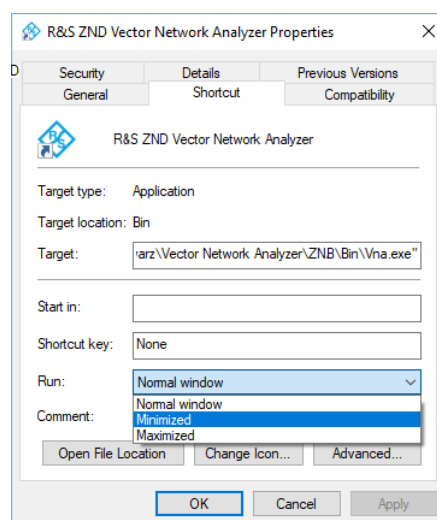 R&S ZND Vector Network Analyzer Properties
D
Security Details Previous Versions
General Shortcut Compatibility
R&S ZND Vector Network Analyzer
Target type: Application
Target location: Bin
Target: arz\Vector Network Analyzer\ZNB\Bin\Vna.exe"
Start in:
Shortcut key: None
Run: Normal window
Normal window
Comment: Minimized
Maximized
Open File Location Change Icon... Advanced...
OK Cancel Apply